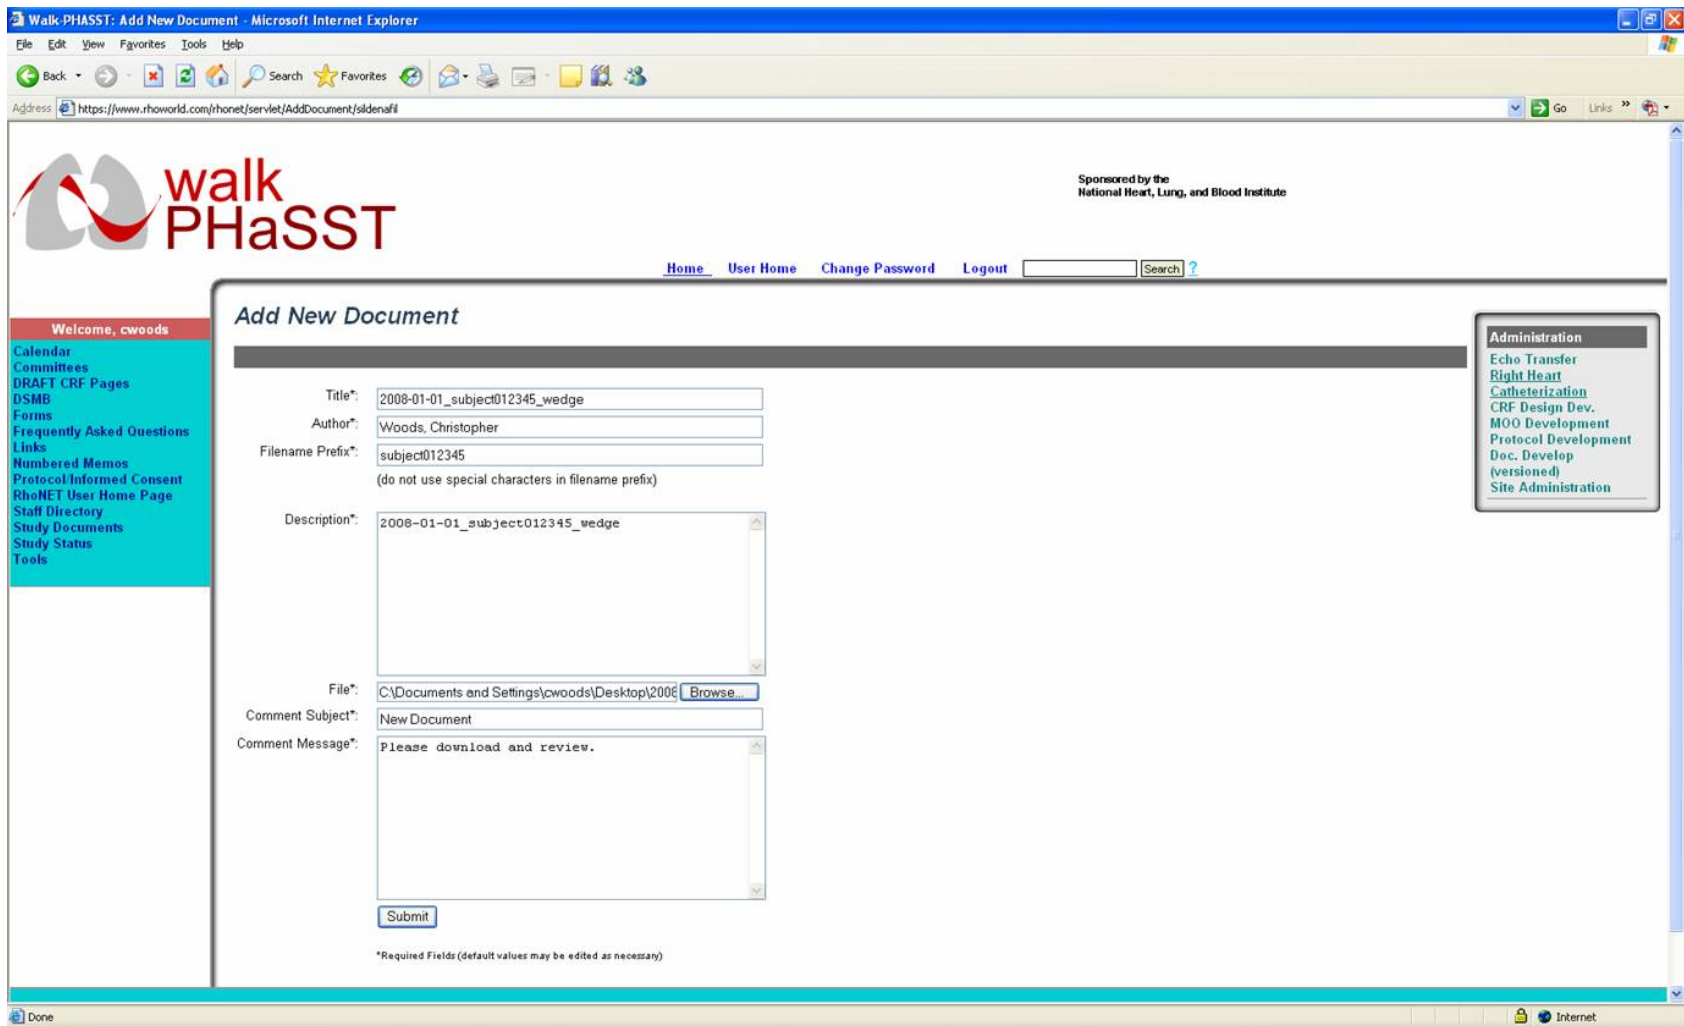 Walk-PHASST: Add New Document - Microsoft Internet Explorer
File Edit View Favorites Tools Help
Back Search Favorites
Address https://www.rhoworld.com/rhonet/servlet/AddDocument/sildenafil Go Links »
walk
PHaSST
Sponsored by the
National Heart, Lung, and Blood Institute
Home User Home Change Password Logout Search ?
Welcome, cwoods
Calendar
Committees
DRAFT CRF Pages
DSMB
Forms
Frequently Asked Questions
Links
Numbered Memos
Protocol/Informed Consent
RhoNET User Home Page
Staff Directory
Study Documents
Study Status
Tools
Add New Document
Title*: 2008-01-01_subject012345_wedge
Author*: Woods, Christopher
Filename Prefix*: subject012345
(do not use special characters in filename prefix)
Description*: 2008-01-01_subject012345_wedge
File*: C:\Documents and Settings\cwoods\Desktop\2008 Browse...
Comment Subject*: New Document
Comment Message*: Please download and review.
Submit
*Required Fields (default values may be edited as necessary)
Administration
Echo Transfer
Right Heart
Catheterization
CRF Design Dev.
MOO Development
Protocol Development
Doc. Develop
(versioned)
Site Administration
Done Internet